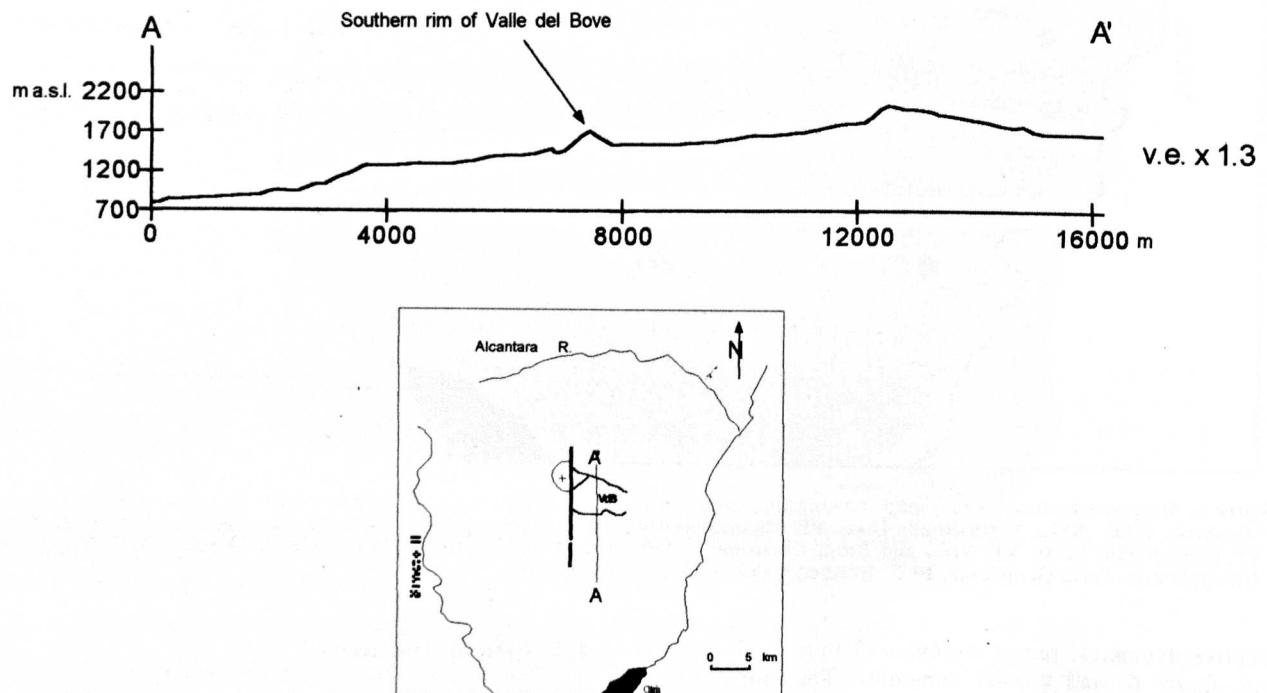 Southern rim of Valle del Bove
A A'
m a.s.l. 2200
1700
1200
700
v.e. x 1.3
0 4000 8000 12000 16000 m
Alcantara R.
N
A'
VdB
A
0 5 km